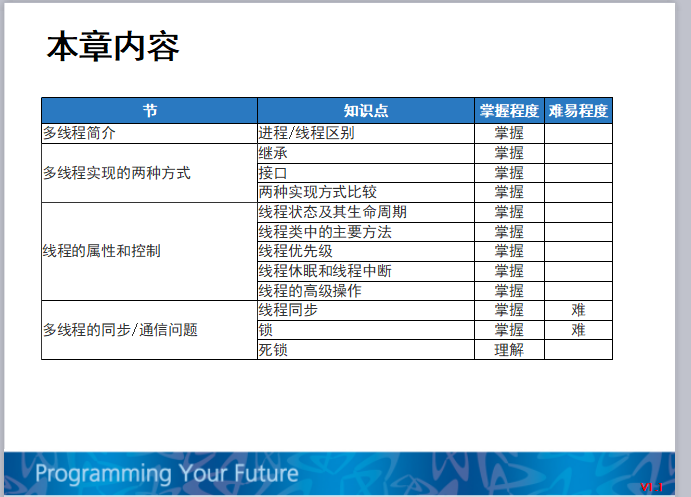 本章内容
节 知识点 掌握程度 难易程度
多线程简介 进程/线程区别 掌握
多线程实现的两种方式 继承 掌握
接口 掌握
两种实现方式比较 掌握
线程的属性和控制 线程状态及其生命周期 掌握
线程类中的主要方法 掌握
线程优先级 掌握
线程休眠和线程中断 掌握
线程的高级操作 掌握
多线程的同步/通信问题 线程同步 掌握 难
锁 掌握 难
死锁 理解
Programming Your Future